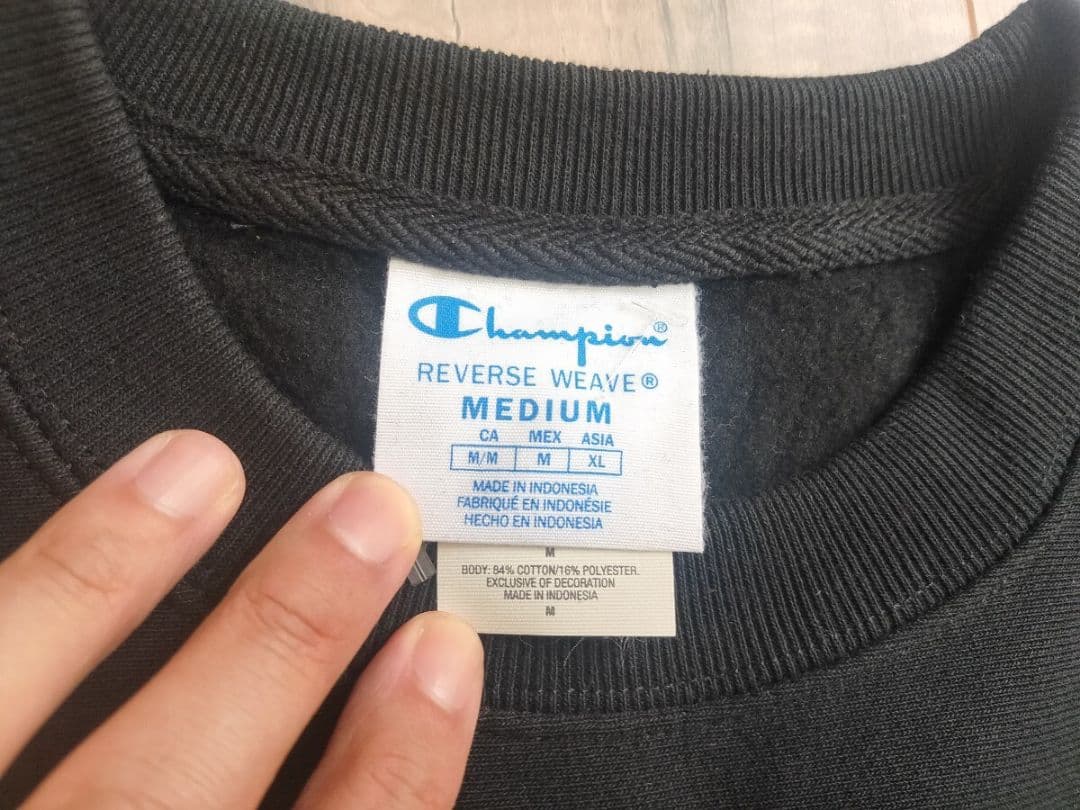 Champion®
REVERSE WEAVE®
MEDIUM
CA MEX ASIA
M/M M XL
MADE IN INDONESIA
FABRIQUÉ EN INDONÉSIE
HECHO EN INDONESIA
M
BODY: 84% COTTON/16% POLYESTER.
EXCLUSIVE OF DECORATION
MADE IN INDONESIA
M